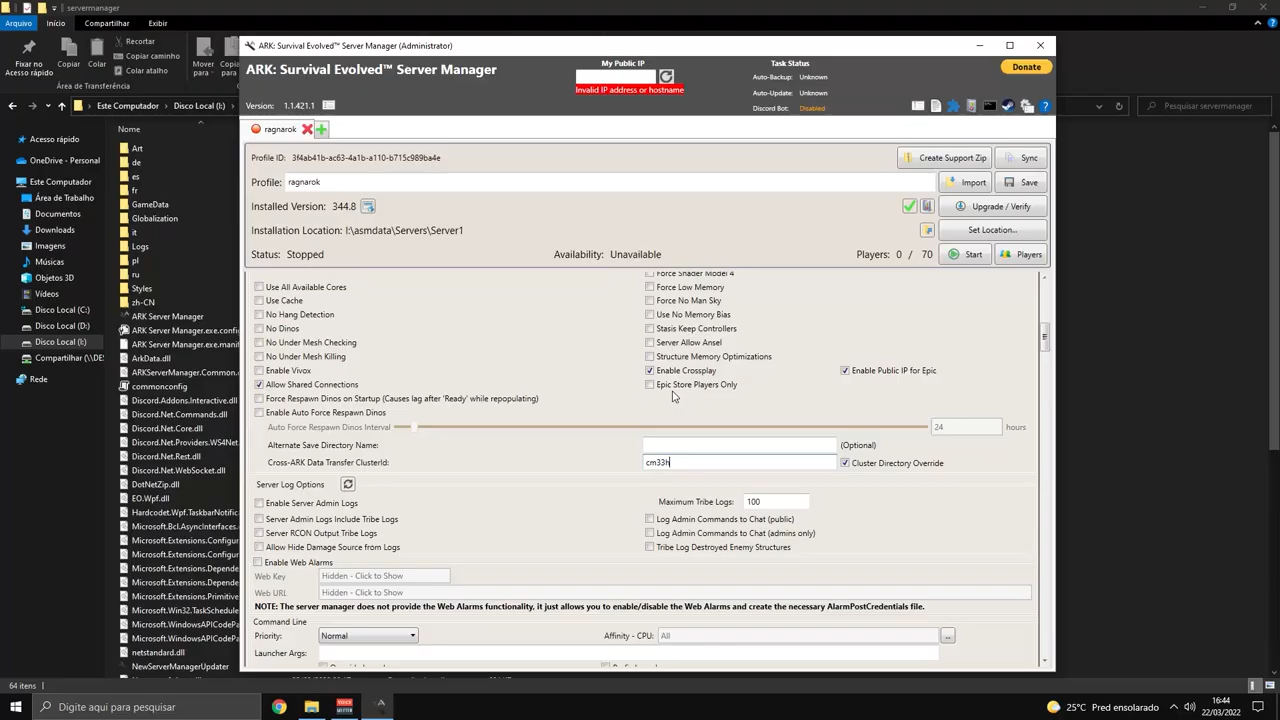 servermanager
Arquivo
Início
Compartilhar
Exibir
Fixar no
Acesso rápido
Copiar
Colar
Recortar
Copiar caminho
Colar atalho
Mover
Área de Transferência
ARK: Survival Evolved™ Server Manager (Administrator)
ARK: Survival Evolved™ Server Manager
My Public IP
Invalid IP address or hostname
Task Status
Auto-Backup: Unknown
Auto-Update: Unknown
Discord Bot: Disabled
Donate
Version: 1.1.421.1
Este Computador
Disco Local (I:)
Pesquisar servermanager
ragnarok
Profile ID: 3f4ab41b-ac63-4a1b-a110-b715c989ba4e
Create Support Zip
Sync
Profile: ragnarok
Import
Save
Installed Version: 344.8
Upgrade / Verify
Installation Location: I:\asmdata\Servers\Server1
Set Location...
Status: Stopped
Availability: Unavailable
Players: 0 / 70
Start
Players
Acesso rápido
OneDrive - Personal
Este Computador
Área de Trabalho
Documentos
Downloads
Imagens
Músicas
Objetos 3D
Vídeos
Disco Local (C:)
Disco Local (D:)
Disco Local (I:)
Compartilhar (\\DES
Rede
Nome
Art
de
es
fr
GameData
Globalization
it
Logs
pl
ru
Styles
zh-CN
ARK Server Manager
ARK Server Manager.exe.config
ARK Server Manager.exe.manif
ArkData.dll
commonconfig
Discord.Addons.Interactive.dll
Discord.Net.Commands.dll
Discord.Net.Core.dll
Discord.Net.Providers.WS4Net
Discord.Net.Rest.dll
Discord.Net.WebSocket.dll
DotNetZip.dll
EO.Wpf.dll
Hardcodet.Wpf.TaskbarNotific
Microsoft.Bcl.AsyncInterfaces
Microsoft.Extensions.Configur
Microsoft.Extensions.Configur
Microsoft.Extensions.Depende
Microsoft.Extensions.Depende
Microsoft.Win32.TaskSchedule
Microsoft.WindowsAPICodeP
Microsoft.WindowsAPICodeP
netstandard.dll
NewServerManagerUpdater
Force Shader Model 4
Use All Available Cores
Force Low Memory
Use Cache
Force No Man Sky
No Hang Detection
Use No Memory Bias
No Dinos
Stasis Keep Controllers
No Under Mesh Checking
Server Allow Ansel
No Under Mesh Killing
Structure Memory Optimizations
Enable Vivox
Enable Crossplay
Enable Public IP for Epic
Allow Shared Connections
Epic Store Players Only
Force Respawn Dinos on Startup (Causes lag after 'Ready' while repopulating)
Enable Auto Force Respawn Dinos
Auto Force Respawn Dinos Interval
24 hours
Alternate Save Directory Name:
(Optional)
Cross-ARK Data Transfer ClusterId:
cm33h
Cluster Directory Override
Server Log Options
Enable Server Admin Logs
Maximum Tribe Logs: 100
Server Admin Logs Include Tribe Logs
Log Admin Commands to Chat (public)
Server RCON Output Tribe Logs
Log Admin Commands to Chat (admins only)
Allow Hide Damage Source from Logs
Tribe Log Destroyed Enemy Structures
Enable Web Alarms
Web Key
Hidden - Click to Show
Web URL
Hidden - Click to Show
NOTE: The server manager does not provide the Web Alarms functionality, it just allows you to enable/disable the Web Alarms and create the necessary AlarmPostCredentials file.
Command Line
Priority:
Normal
Affinity - CPU:
All
..
Launcher Args:
64 itens
Digite aqui para pesquisar
25°C Pred ensolarado
16:44
22/03/2022